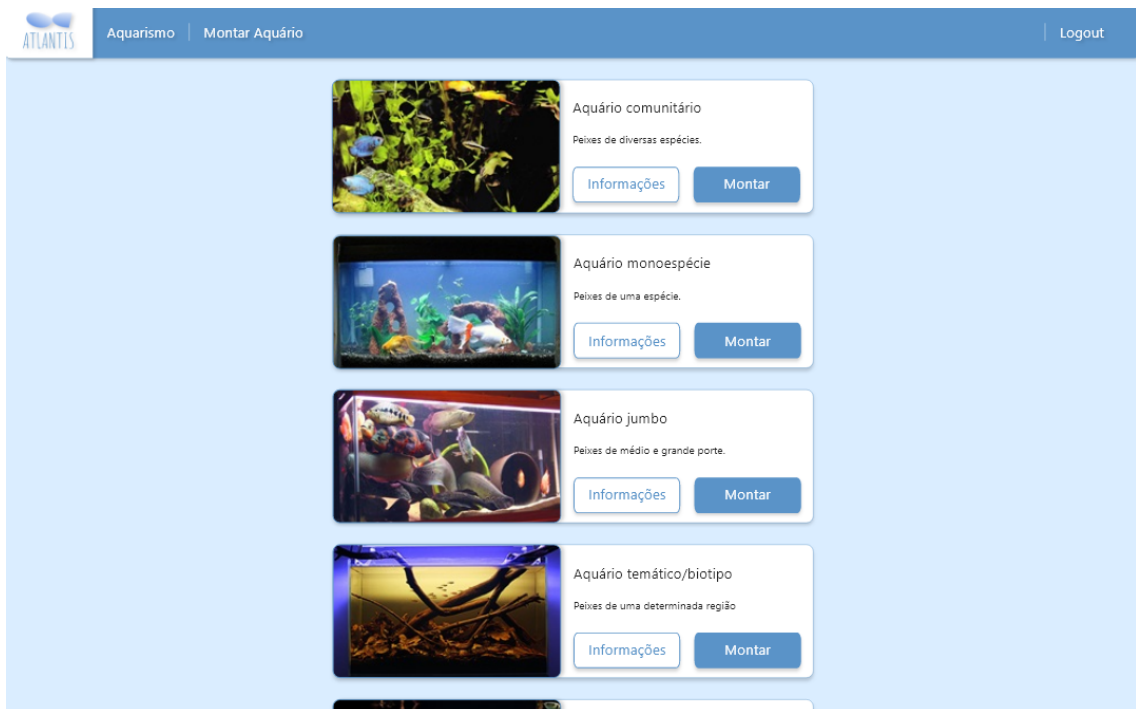 ATLANTIS
Aquarismo
Montar Aquário
Logout
Aquário comunitário
Peixes de diversas espécies.
Informações
Montar
Aquário monoespécie
Peixes de uma espécie.
Informações
Montar
Aquário jumbo
Peixes de médio e grande porte.
Informações
Montar
Aquário temático/biotipo
Peixes de uma determinada região
Informações
Montar